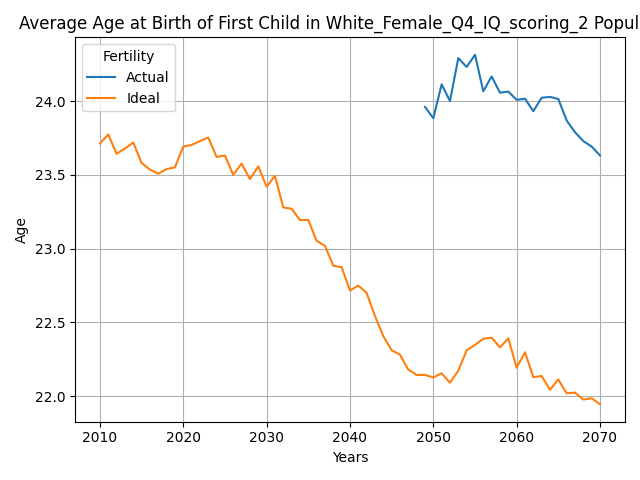 Average Age at Birth of First Child in White_Female_Q4_IQ_scoring_2 Popul
Fertility
Actual
Ideal
24.0
23.5
23.0
22.5
22.0
Age
2010 2020 2030 2040 2050 2060 2070
Years